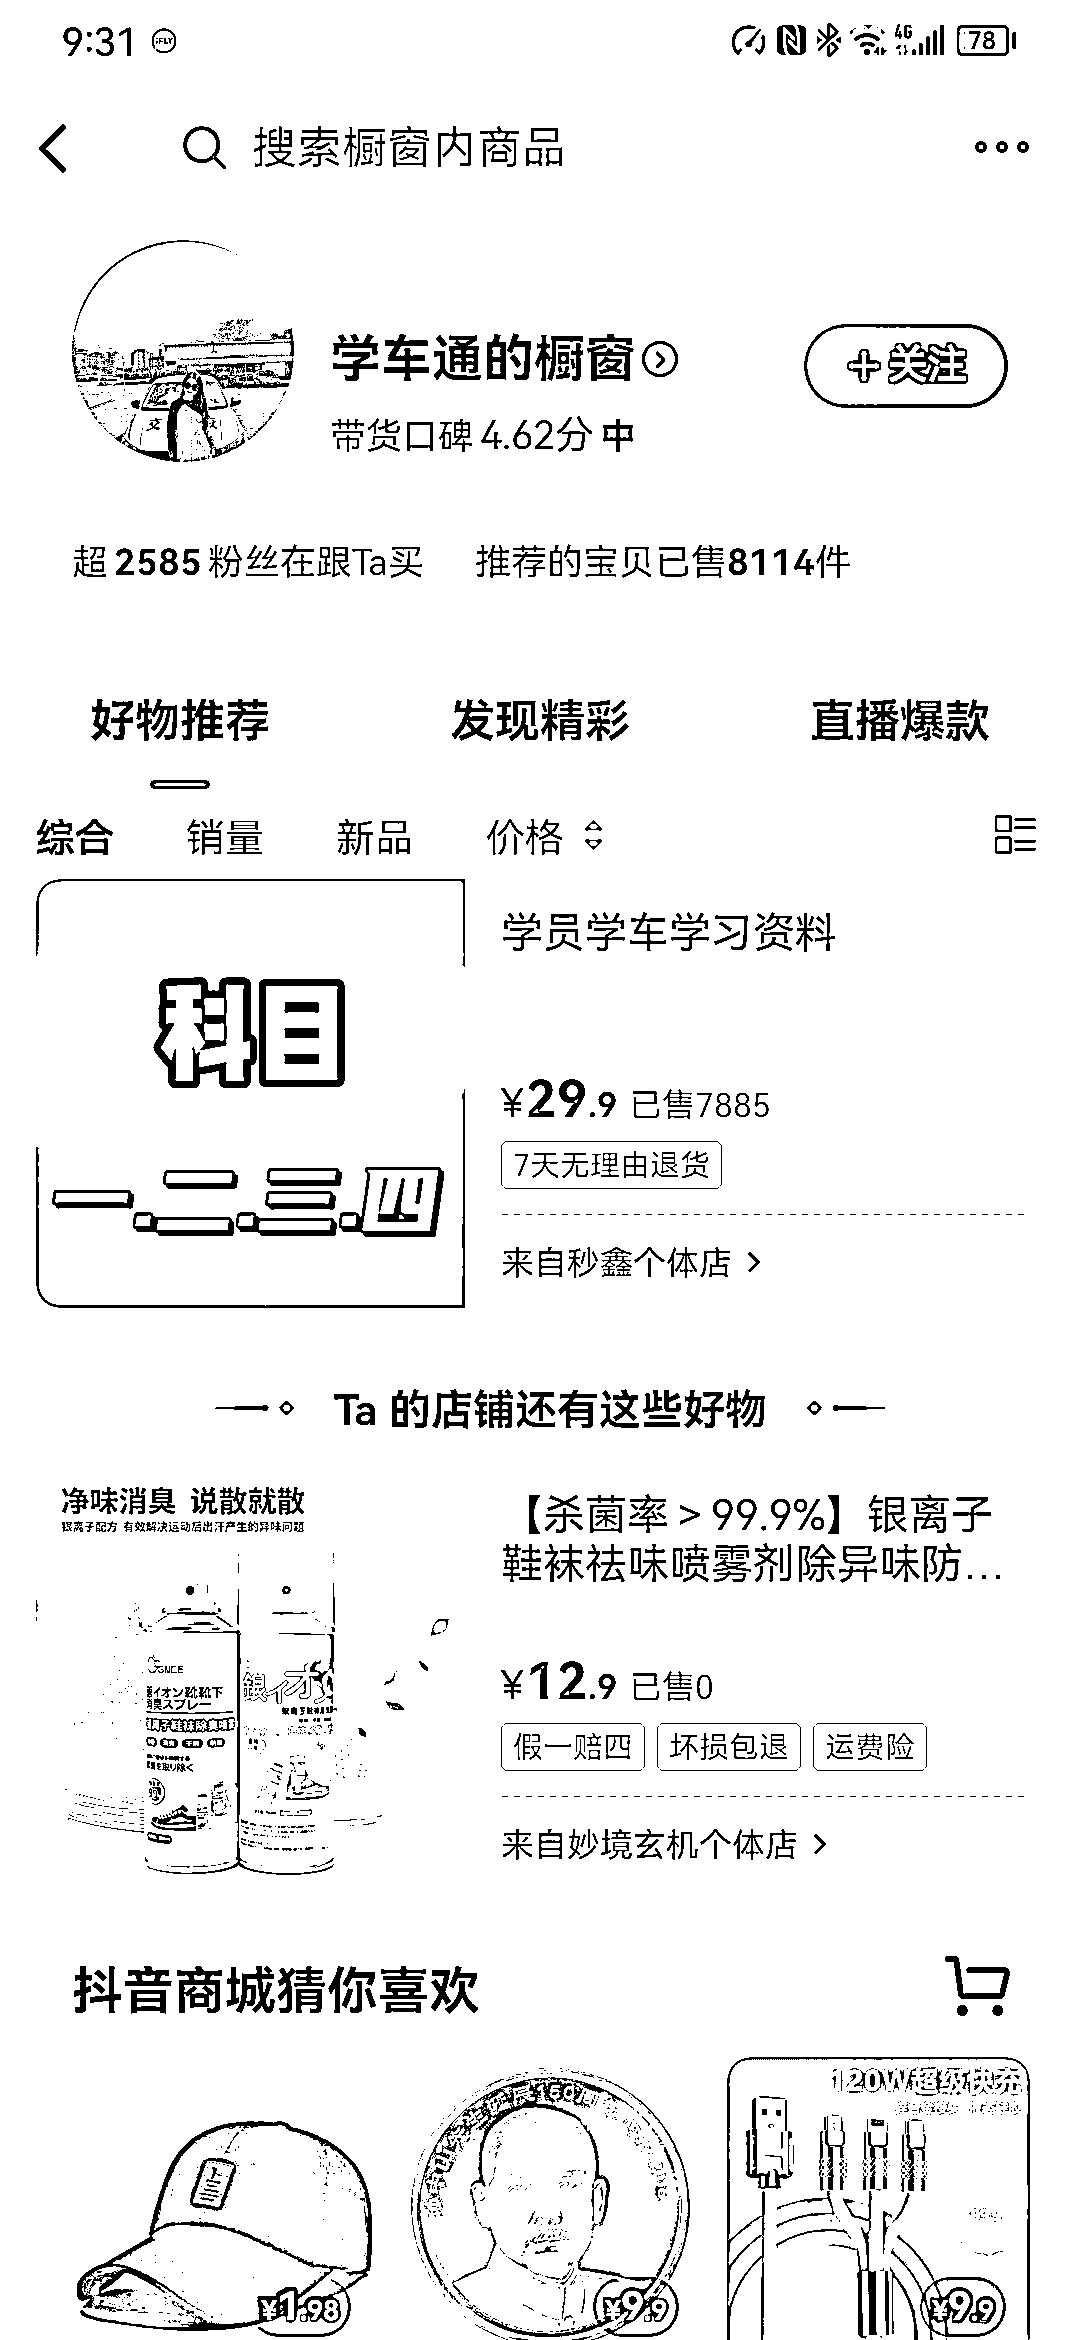 9:31
4G 78
搜索橱窗内商品
学车通的橱窗
+关注
带货口碑 4.62分 中
超 2585 粉丝在跟Ta买 推荐的宝贝已售8114件
好物推荐 发现精彩 直播爆款
综合 销量 新品 价格
科目
一.二.三.四
学员学车学习资料
¥29.9 已售7885
7天无理由退货
来自秒鑫个体店
Ta 的店铺还有这些好物
净味消臭 说散就散
银离子配方 有效解决运动后出汗产生的异味问题
【杀菌率＞99.9%】银离子
鞋袜祛味喷雾剂除异味防...
¥12.9 已售0
假一赔四 坏损包退 运费险
来自妙境玄机个体店
抖音商城猜你喜欢
120W超级快充
¥1.98
¥9.9
¥9.9